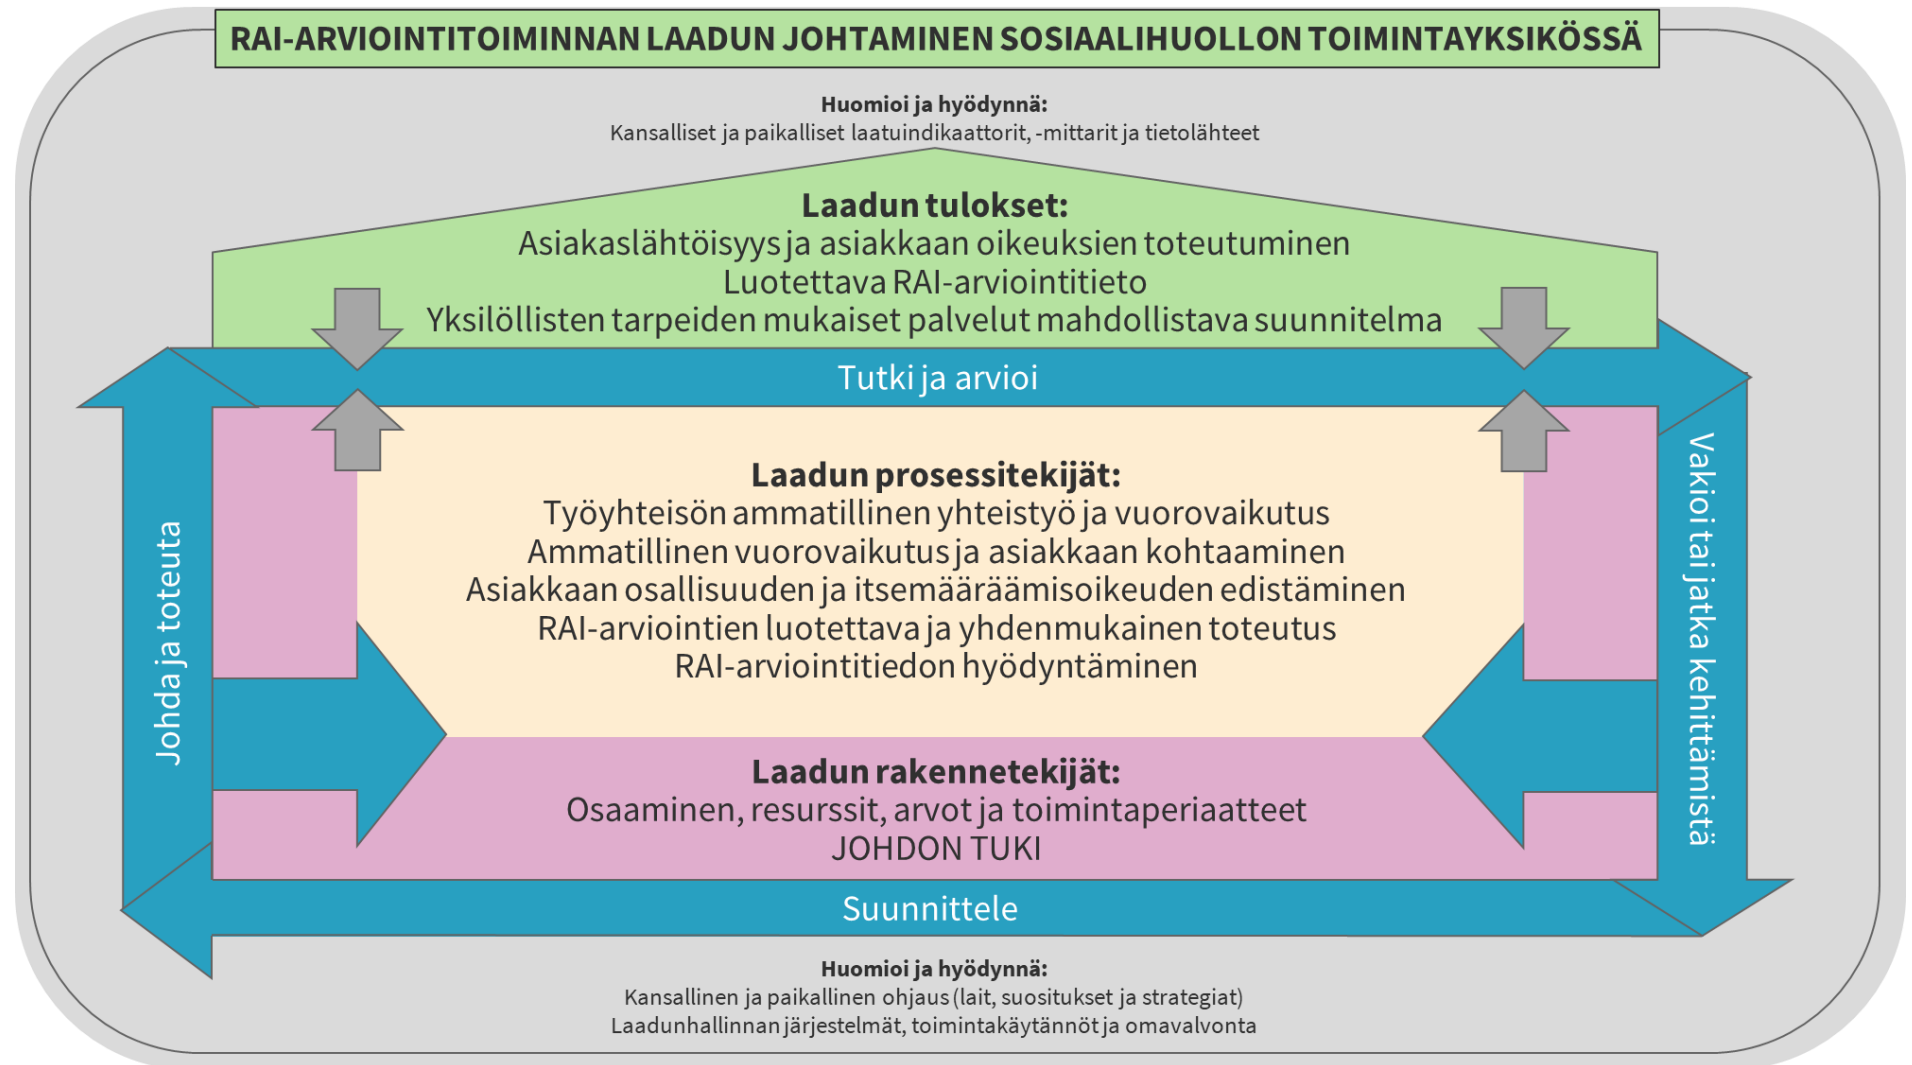 RAI-ARVIOINTITOIMINNAN LAADUN JOHTAMINEN SOSIAALIHUOLLON TOIMINTAYKSIKÖSSÄ
Huomioi ja hyödynnä:
Kansalliset ja paikalliset laatuindikaattorit, -mittarit ja tietolähteet
Laadun tulokset:
Asiakaslähtöisyys ja asiakkaan oikeuksien toteutuminen
Luotettava RAI-arviointitieto
Yksilöllisten tarpeiden mukaiset palvelut mahdollistava suunnitelma
Tutki ja arvioi
Johda ja toteuta
Laadun prosessitekijät:
Työyhteisön ammatillinen yhteistyö ja vuorovaikutus
Ammatillinen vuorovaikutus ja asiakkaan kohtaaminen
Asiakkaan osallisuuden ja itsemääräämisoikeuden edistäminen
RAI-arviointien luotettava ja yhdenmukainen toteutus
RAI-arviointitiedon hyödyntäminen
Vakioi tai jatka kehittämistä
Laadun rakennetekijät:
Osaaminen, resurssit, arvot ja toimintaperiaatteet
JOHDON TUKI
Suunnittele
Huomioi ja hyödynnä:
Kansallinen ja paikallinen ohjaus (lait, suositukset ja strategiat)
Laadunhallinnan järjestelmät, toimintakäytännöt ja omavalvonta